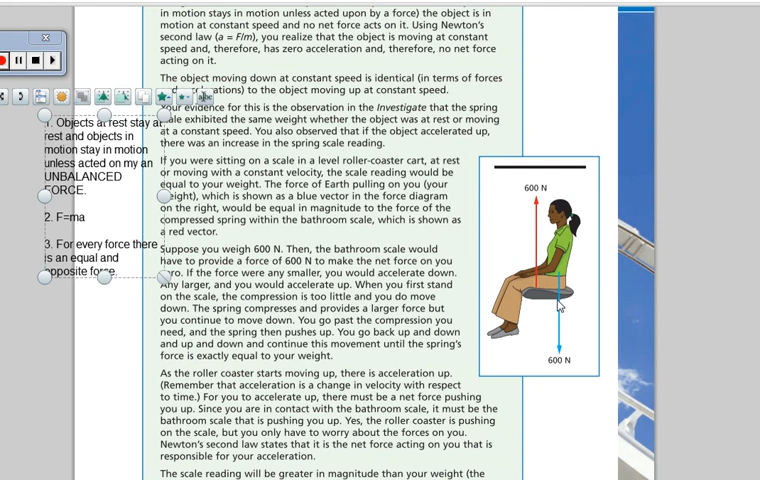 in motion stays in motion unless acted upon by a force) the object is in
motion at constant speed and no net force acts on it. Using Newton's
second law (a = F/m), you realize that the object is moving at constant
speed and, therefore, has zero acceleration and, therefore, no net force
acting on it.
The object moving down at constant speed is identical (in terms of forces
to the object moving up at constant speed.
Your evidence for this is the observation in the Investigate that the spring
exhibited the same weight whether the object was at rest or moving
at a constant speed. You also observed that if the object accelerated up,
there was an increase in the spring scale reading.
If you were sitting on a scale in a level roller-coaster cart, at rest
or moving with a constant velocity, the scale reading would be
equal to your weight. The force of Earth pulling on you (your
weight), which is shown as a blue vector in the force diagram
on the right, would be equal in magnitude to the force of the
compressed spring within the bathroom scale, which is shown as
a red vector.
Suppose you weigh 600 N. Then, the bathroom scale would
have to provide a force of 600 N to make the net force on you
zero. If the force were any smaller, you would accelerate down.
Any larger, and you would accelerate up. When you first stand
on the scale, the compression is too little and you do move
down. The spring compresses and provides a larger force but
you continue to move down. You go past the compression you
need, and the spring then pushes up. You go back up and down
and up and down and continue this movement until the spring's
force is exactly equal to your weight.
As the roller coaster starts moving up, there is acceleration up.
(Remember that acceleration is a change in velocity with respect
to time.) For you to accelerate up, there must be a net force pushing
you up. Since you are in contact with the bathroom scale, it must be the
bathroom scale that is pushing you up. Yes, the roller coaster is pushing
on the scale, but you only have to worry about the forces on you.
Newton's second law states that it is the net force acting on you that is
responsible for your acceleration.
The scale reading will be greater in magnitude than your weight (the
1. Objects at rest stay at
rest and objects in
motion stay in motion
unless acted on my an
UNBALANCED
FORCE.
2. F=ma
3. For every force there
is an equal and
opposite force.
600 N
600 N
abc